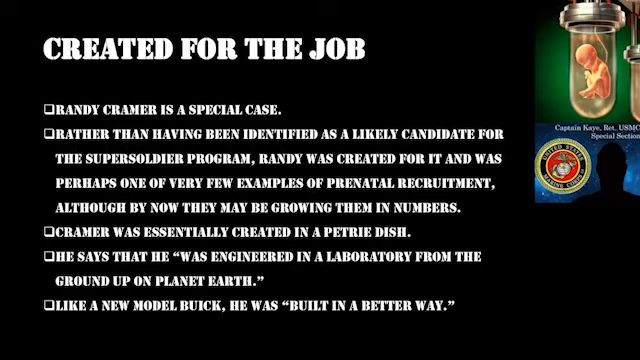 CREATED FOR THE JOB
❑RANDY CRAMER IS A SPECIAL CASE.
❑RATHER THAN HAVING BEEN IDENTIFIED AS A LIKELY CANDIDATE FOR
THE SUPERSOLDIER PROGRAM, RANDY WAS CREATED FOR IT AND WAS
PERHAPS ONE OF VERY FEW EXAMPLES OF PRENATAL RECRUITMENT,
ALTHOUGH BY NOW THEY MAY BE GROWING THEM IN NUMBERS.
❑CRAMER WAS ESSENTIALLY CREATED IN A PETRIE DISH.
❑HE SAYS THAT HE “WAS ENGINEERED IN A LABORATORY FROM THE
GROUND UP ON PLANET EARTH.”
❑LIKE A NEW MODEL BUICK, HE WAS “BUILT IN A BETTER WAY.”
Captain Kaye, Ret, USMC
Special Section
UNITED STATES
MARINE CORPS